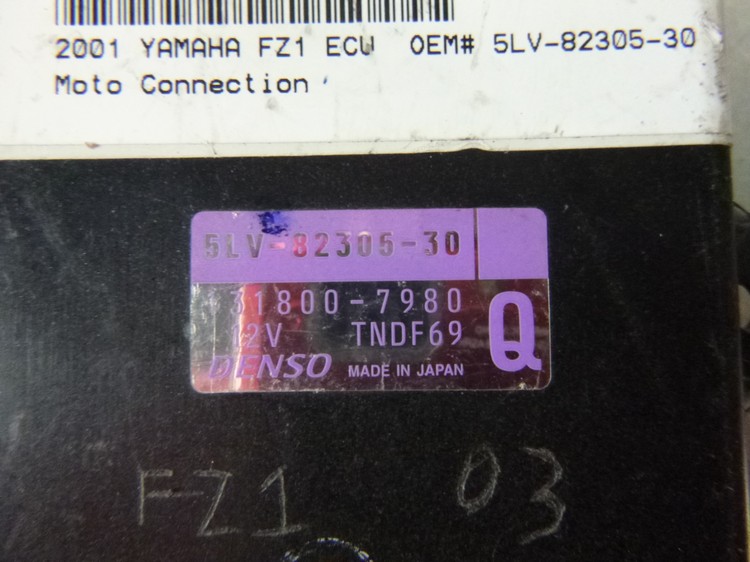 2001 YAMAHA FZ1 ECU OEM# 5LV-82305-30
Moto Connection
5LV-82305-30
131800-7980
12V TNDF69 Q
DENSO MADE IN JAPAN
FZ1 03